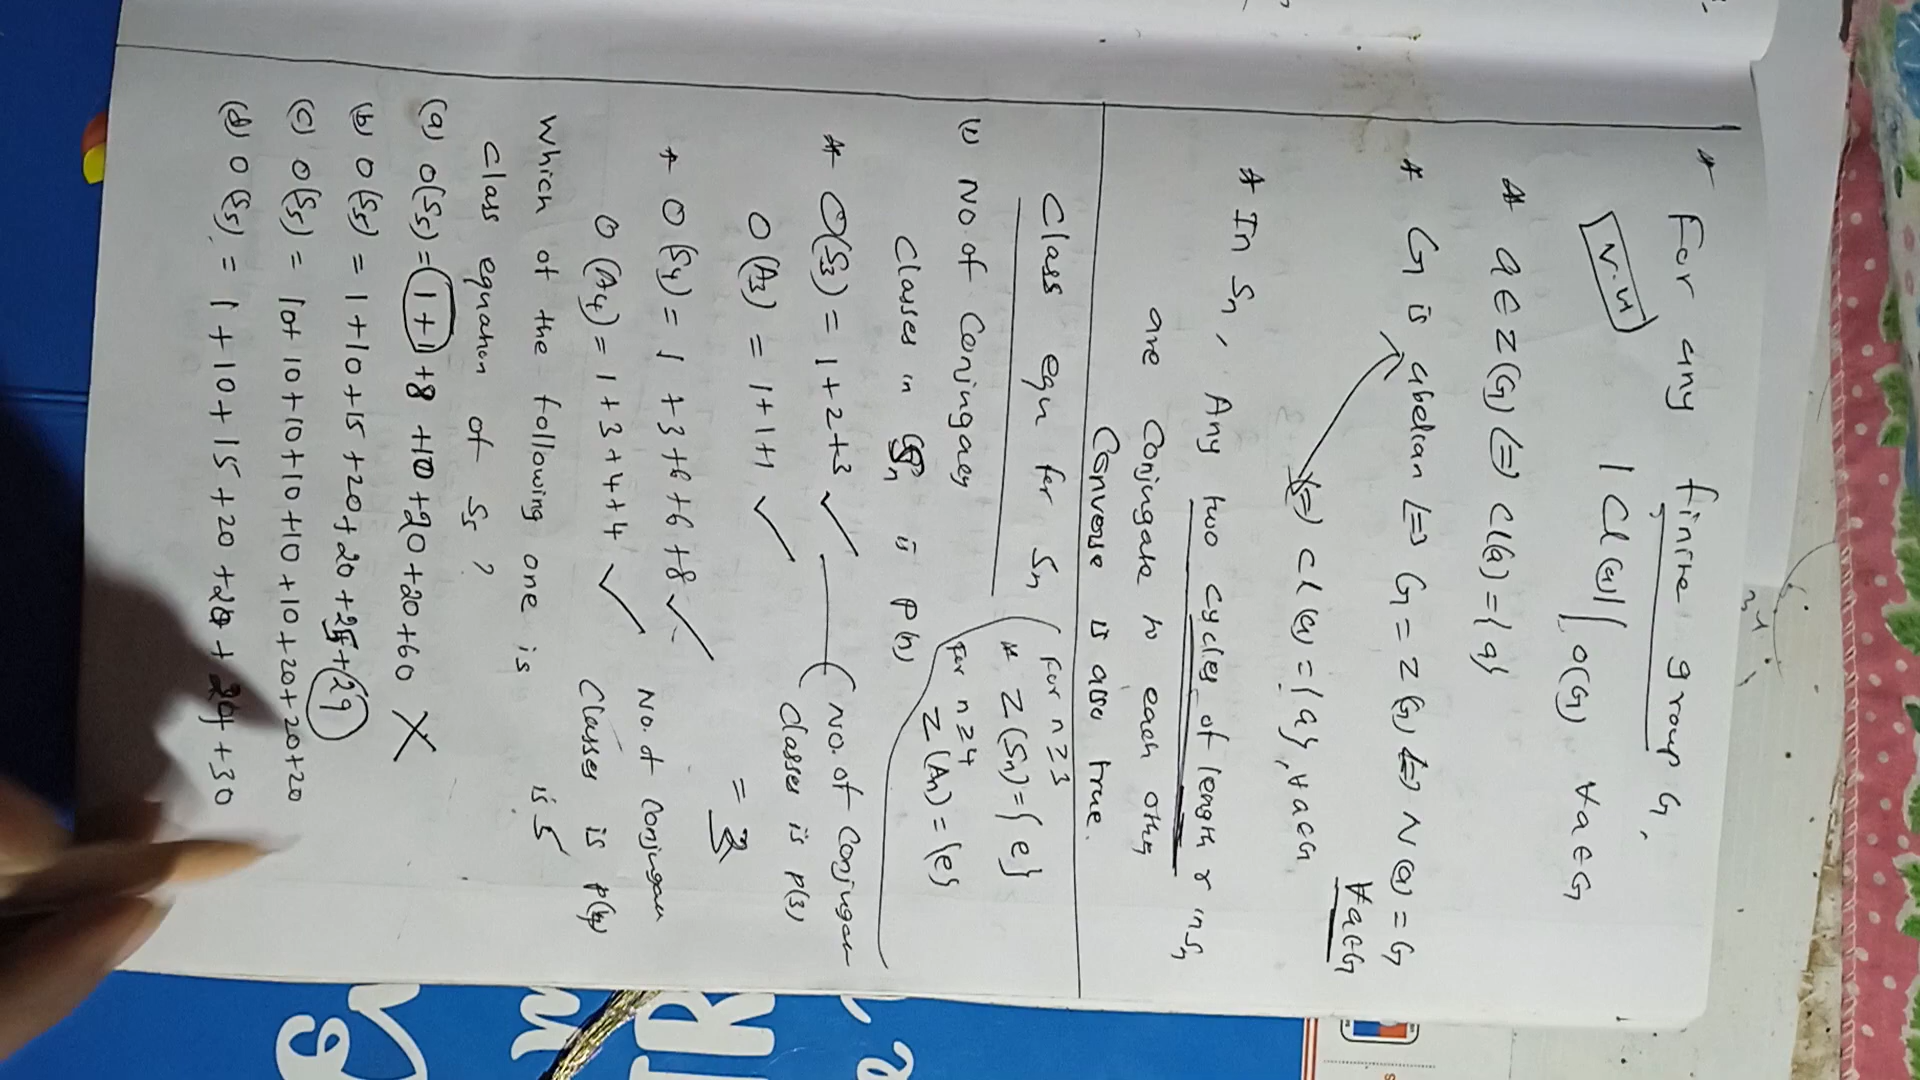 * For any finite group G,
N.H | Cl(a) | / O(G) ∀a∈G
* a ∈ Z(G) ⇔ Cl(a) = {a}
* G is abelian ⇔ G = Z(G) ⇔ N(a) = G ∀a∈G
⇔ Cl(a) = {a}, ∀a∈G
* In Sn, Any two cycles of length r in Sn
are Conjugate to each other
Converse is also true.
Class equn for Sn ( for n≥3
* Z(Sn) = {e}
for n≥4
Z(An) = {e}
(1) No. of Conjugacy
Classes in Sn is P(n)
* O(S3) = 1+2+3 ✓ (No. of Conjugan
classes is P(3)
= 3
O(A3) = 1+1+1 ✓
* O(S4) = 1+3+6+6+8 ✓ No. of Conjugan
Classes is P(4)
is 5
O(A4) = 1+3+4+4 ✓
Which of the following one is
Class equation of S5?
(a) O(S5) = 1+1+8+10+20+20+60 X
(b) O(S5) = 1+10+15+20+20+25+29
(c) O(S5) = 10+10+10+10+10+10+20+20+20
(d) O(S5) = 1+10+15+20+20+24+30
TR